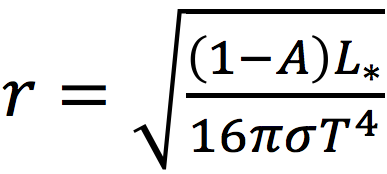 r = √((1−A)L∗ / 16πσT⁴)